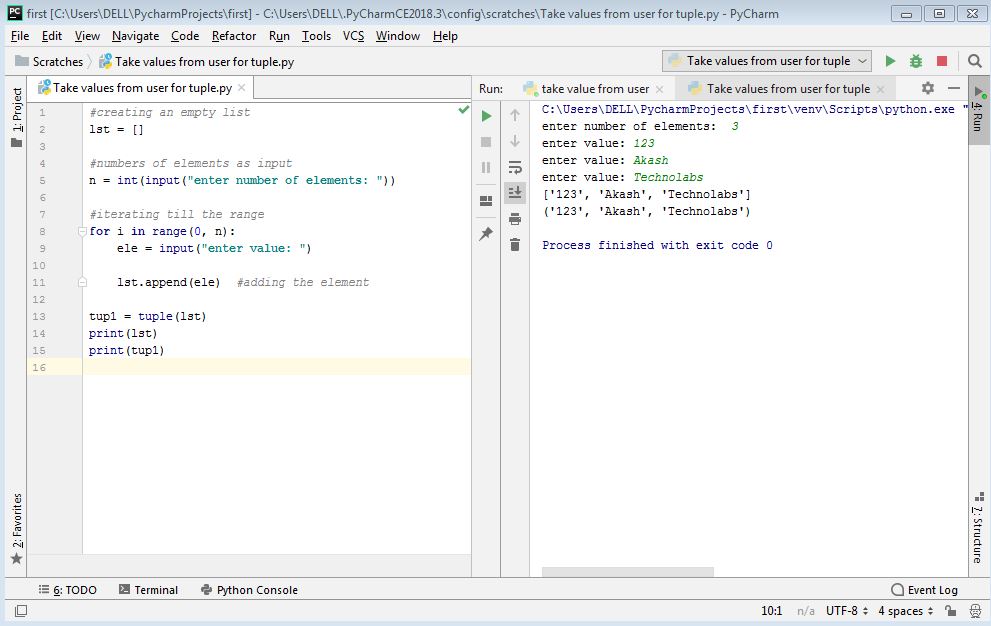 first [C:\Users\DELL\PycharmProjects\first] - C:\Users\DELL\.PyCharmCE2018.3\config\scratches\Take values from user for tuple.py - PyCharm
File Edit View Navigate Code Refactor Run Tools VCS Window Help
Scratches Take values from user for tuple.py
Take values from user for tuple
1: Project
Take values from user for tuple.py
1 #creating an empty list
2 lst = []
3
4 #numbers of elements as input
5 n = int(input("enter number of elements: "))
6
7 #iterating till the range
8 for i in range(0, n):
9 ele = input("enter value: ")
10
11 lst.append(ele) #adding the element
12
13 tup1 = tuple(lst)
14 print(lst)
15 print(tup1)
16
Run: take value from user Take values from user for tuple
C:\Users\DELL\PycharmProjects\first\venv\Scripts\python.exe "
enter number of elements: 3
enter value: 123
enter value: Akash
enter value: Technolabs
['123', 'Akash', 'Technolabs']
('123', 'Akash', 'Technolabs')
Process finished with exit code 0
4: Run
2: Favorites
7: Structure
6: TODO Terminal Python Console Event Log
10:1 n/a UTF-8 4 spaces